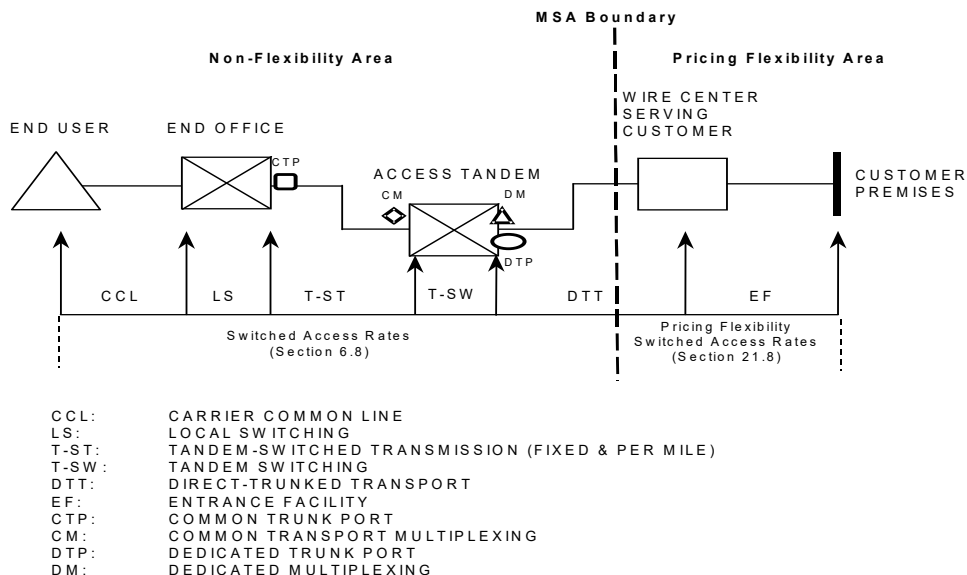 MSA Boundary
Non-Flexibility Area
Pricing Flexibility Area
WIRE CENTER
SERVING
CUSTOMER
END USER
END OFFICE
CTP
ACCESS TANDEM
CM
DM
CUSTOMER
PREMISES
DTP
CCL
LS
T-ST
T-SW
DTT
EF
Switched Access Rates
(Section 6.8)
Pricing Flexibility
Switched Access Rates
(Section 21.8)
CCL: CARRIER COMMON LINE
LS: LOCAL SWITCHING
T-ST: TANDEM-SWITCHED TRANSMISSION (FIXED & PER MILE)
T-SW: TANDEM SWITCHING
DTT: DIRECT-TRUNKED TRANSPORT
EF: ENTRANCE FACILITY
CTP: COMMON TRUNK PORT
CM: COMMON TRANSPORT MULTIPLEXING
DTP: DEDICATED TRUNK PORT
DM: DEDICATED MULTIPLEXING